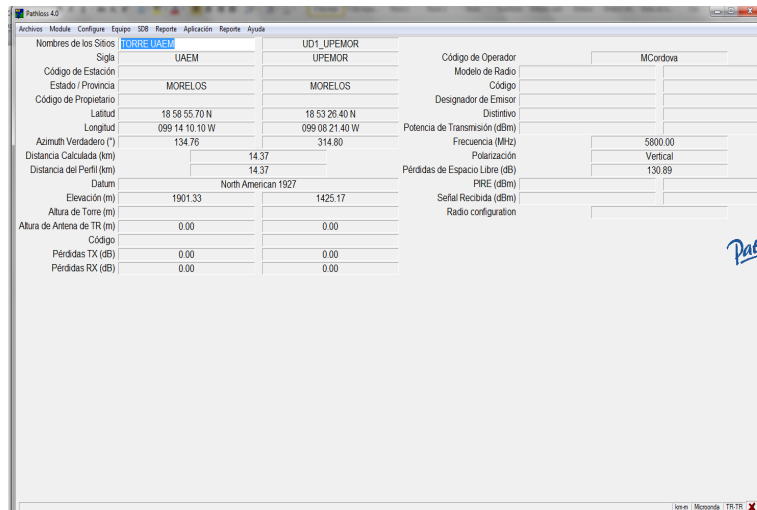 Pathloss 4.0
Archivos Module Configure Equipo SDB Reporte Aplicación Reporte Ayuda
Nombres de los Sitios TORRE UAEM UD1_UPEMOR
Sigla UAEM UPEMOR Código de Operador MCordova
Código de Estación Modelo de Radio
Estado / Provincia MORELOS MORELOS Código
Código de Propietario Designador de Emisor
Latitud 18 58 55.70 N 18 53 26.40 N Distintivo
Longitud 099 14 10.10 W 099 08 21.40 W Potencia de Transmisión (dBm)
Azimuth Verdadero (°) 134.76 314.80 Frecuencia (MHz) 5800.00
Distancia Calculada (km) 14.37 Polarización Vertical
Distancia del Perfil (km) 14.37 Pérdidas de Espacio Libre (dB) 130.89
Datum North American 1927 PIRE (dBm)
Elevación (m) 1901.33 1425.17 Señal Recibida (dBm)
Altura de Torre (m) Radio configuration
Altura de Antena de TR (m) 0.00 0.00
Código
Pérdidas TX (dB) 0.00 0.00
Pérdidas RX (dB) 0.00 0.00
km-m Microonda TR-TR